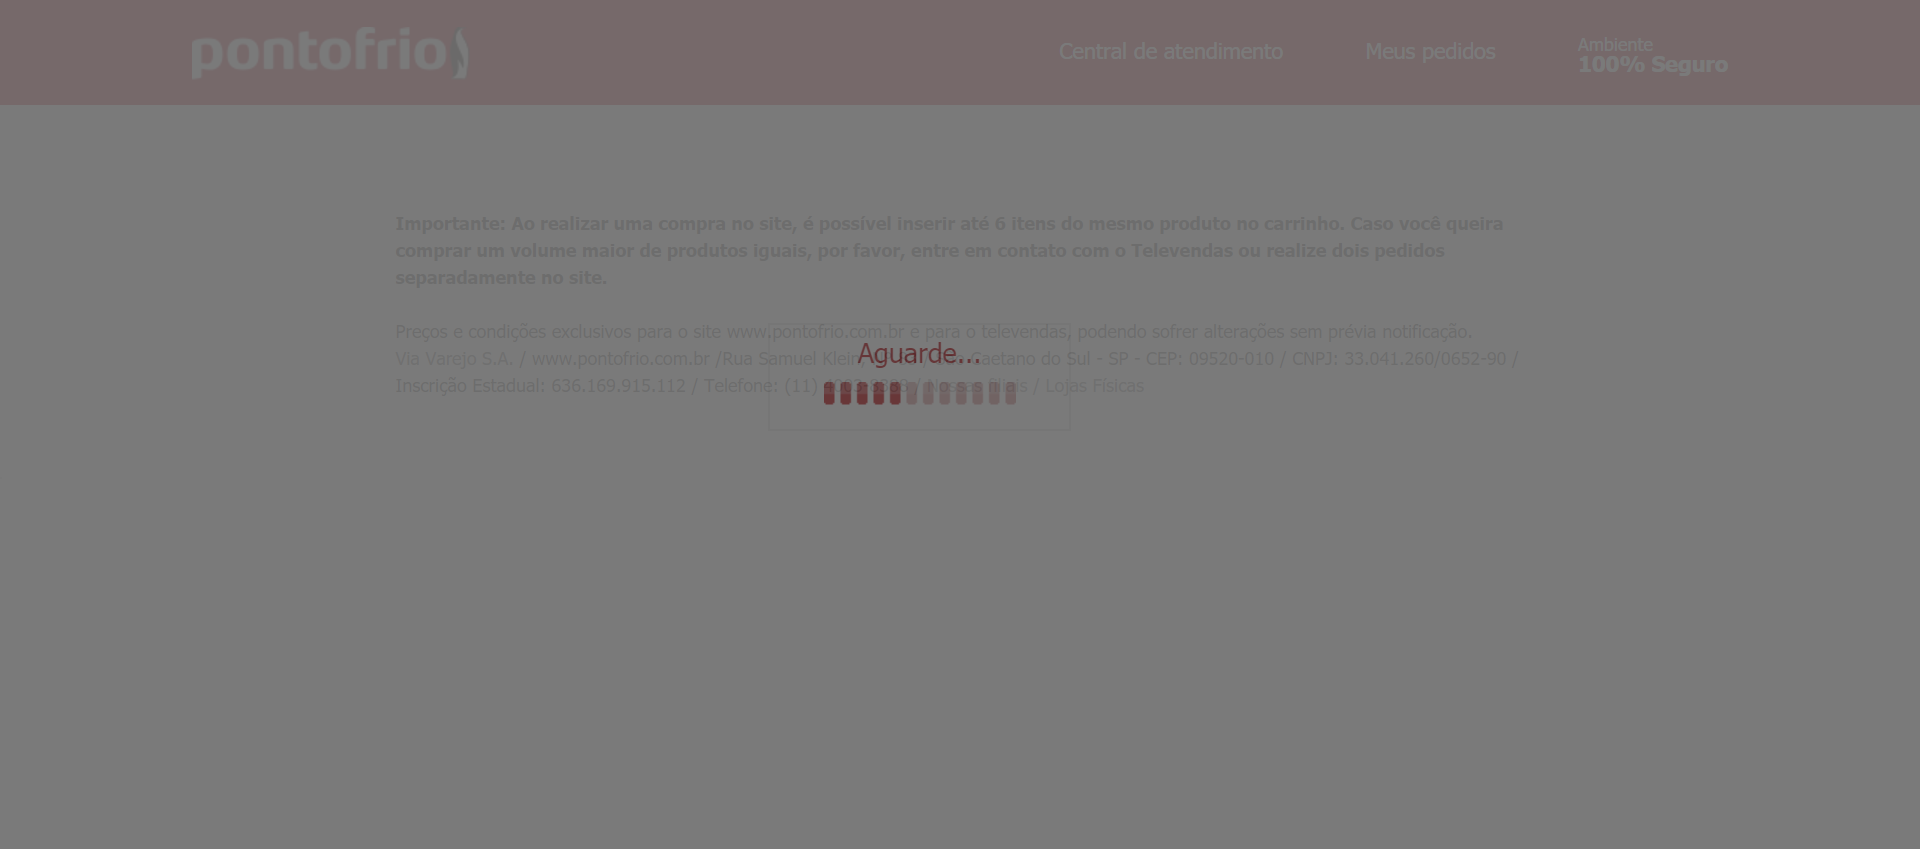 pontofrio
Central de atendimento
Meus pedidos
Ambiente
100% Seguro
Importante: Ao realizar uma compra no site, é possível inserir até 6 itens do mesmo produto no carrinho. Caso você queira
comprar um volume maior de produtos iguais, por favor, entre em contato com o Televendas ou realize dois pedidos
separadamente no site.
Preços e condições exclusivos para o site www.pontofrio.com.br e para o televendas, podendo sofrer alterações sem prévia notificação.
Aguarde...
Via Varejo S.A. / www.pontofrio.com.br /Rua Samuel Klein, Caetano do Sul - SP - CEP: 09520-010 / CNPJ: 33.041.260/0652-90 /
Inscrição Estadual: 636.169.915.112 / Telefone: (11) / Nossas Filiais / Lojas Físicas